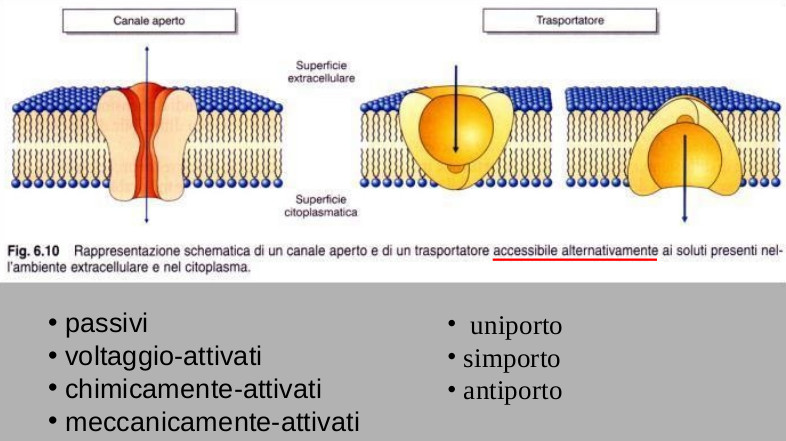 Canale aperto
Trasportatore
Superficie
extracellulare
Superficie
citoplasmatica
Fig. 6.10 Rappresentazione schematica di un canale aperto e di un trasportatore accessibile alternativamente ai soluti presenti nel-
l'ambiente extracellulare e nel citoplasma.
• passivi
• voltaggio-attivati
• chimicamente-attivati
• meccanicamente-attivati
• uniporto
• simporto
• antiporto